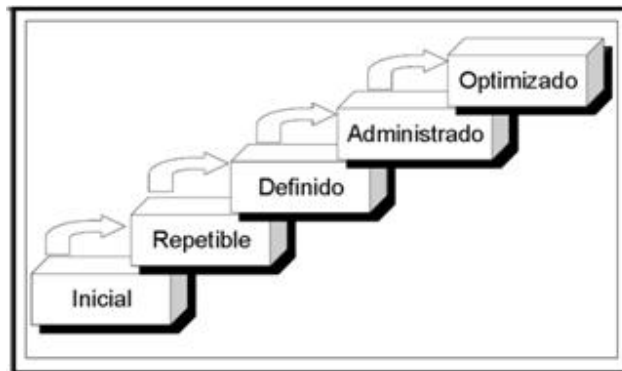 Optimizado
Administrado
Definido
Repetible
Inicial